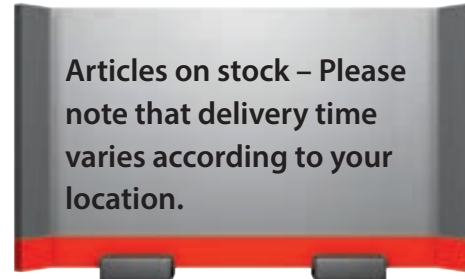 Articles on stock – Please
note that delivery time
varies according to your
location.